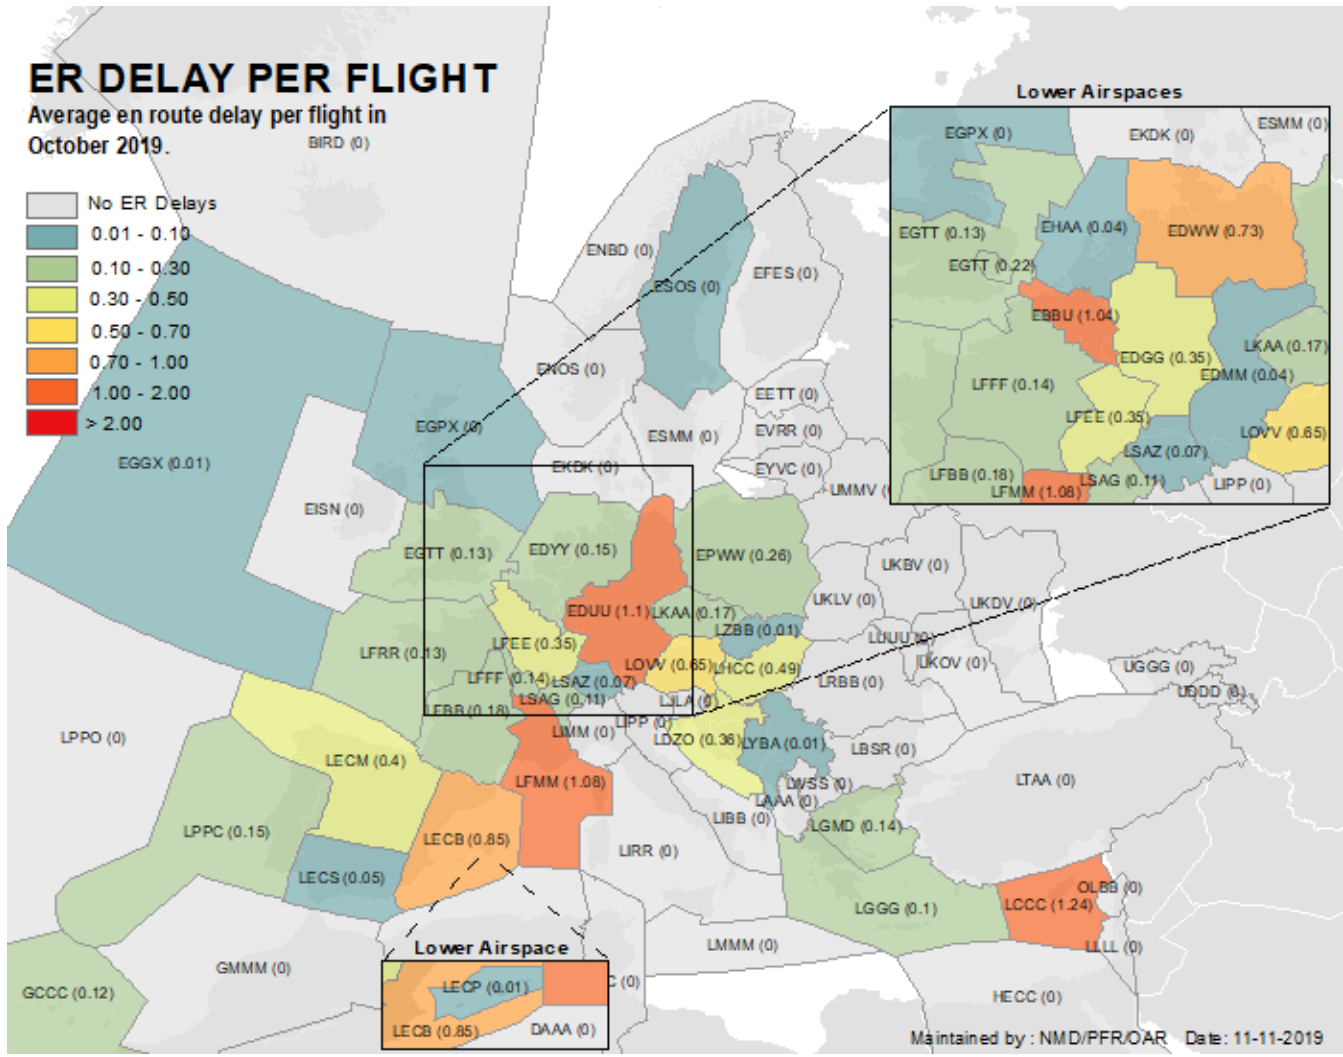 ER DELAY PER FLIGHT
Average en route delay per flight in
October 2019.
No ER Delays
0.01 - 0.10
0.10 - 0.30
0.30 - 0.50
0.50 - 0.70
0.70 - 1.00
1.00 - 2.00
> 2.00
Lower Airspaces
EGPX (0)
EKDK (0)
ESMM (0)
EGTT (0.13)
EHAA (0.04)
EDWW (0.73)
EGTT (0.22)
EBBU (1.04)
EDGG (0.35)
LKAA (0.17)
EDMM (0.04)
LFFF (0.14)
LFEE (0.35)
LOVV (0.65)
LSAZ (0.07)
LFBB (0.18)
LSAG (0.11)
LIPP (0)
LFMM (1.08)
BIRD (0)
ENBD (0)
EFES (0)
ESOS (0)
ENOS (0)
EETT (0)
EGPX (0)
ESMM (0)
EVRR (0)
EGGX (0.01)
EKDK (0)
EYVC (0)
UMMV
EISN (0)
EGTT (0.13)
EDYY (0.15)
EPWW (0.26)
UKBV (0)
UKLV (0)
UKDV (0)
EDUU (1.1)
LKAA (0.17)
LZBB (0.01)
LUUU (0)
LFRR (0.13)
LFEE (0.35)
LOVV (0.65)
LHCC (0.49)
UKOV (0)
UGGG (0)
LFFF (0.14)
LSAZ (0.07)
LRBB (0)
UDDD (0)
LFBB (0.18)
LSAG (0.11)
LJLA (0)
LPPO (0)
LIMM (0)
LIPP (0)
LDZO (0.36)
LYBA (0.01)
LBSR (0)
LECM (0.4)
LFMM (1.08)
LWSS (0)
LTAA (0)
LAAA (0)
LIBB (0)
LPPC (0.15)
LECB (0.85)
LGMD (0.14)
LIRR (0)
LECS (0.05)
OLBB (0)
LGGG (0.1)
LCCC (1.24)
LMMM (0)
LLLL (0)
GMMM (0)
GCCC (0.12)
HECC (0)
Lower Airspace
LECP (0.01)
C (0)
LECB (0.85)
DAAA (0)
Maintained by : NMD/PFR/OAR Date: 11-11-2019